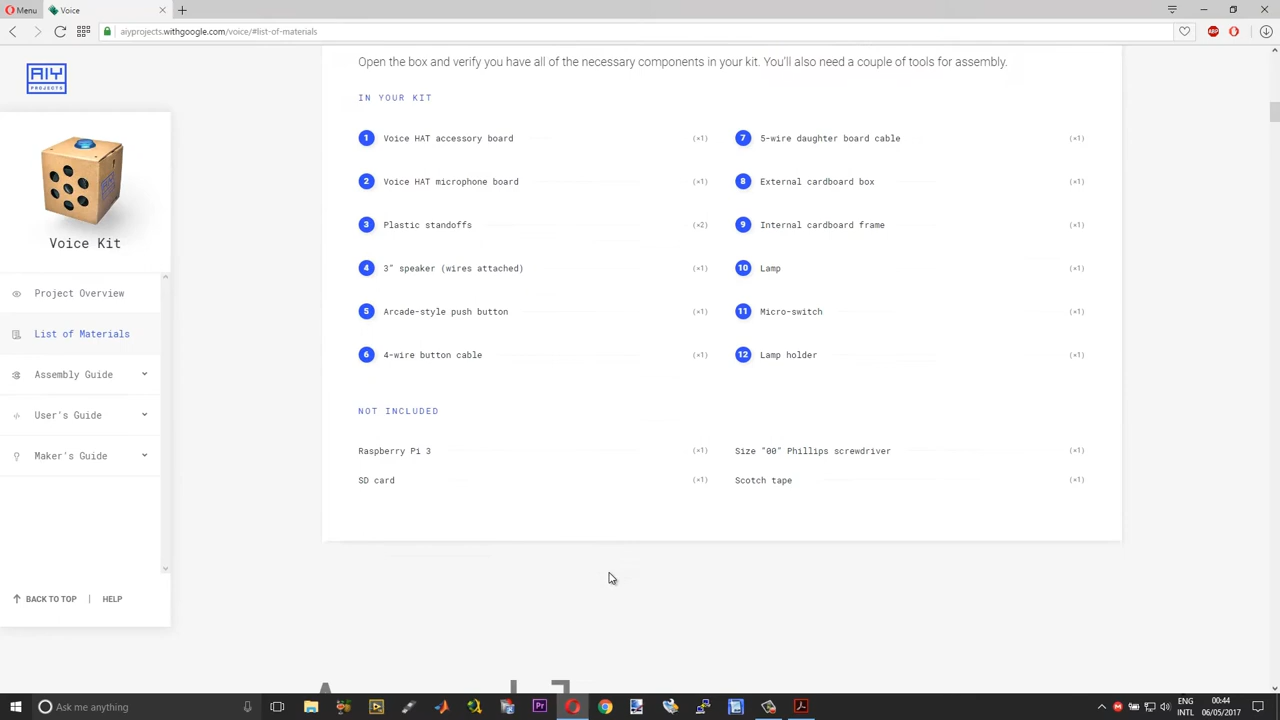 Menu
Voice
aiyprojects.withgoogle.com/voice/#list-of-materials
ABP
AIY
PROJECTS
Voice Kit
Project Overview
List of Materials
Assembly Guide
User's Guide
Maker's Guide
BACK TO TOP | HELP
Open the box and verify you have all of the necessary components in your kit. You'll also need a couple of tools for assembly.
IN YOUR KIT
1 Voice HAT accessory board (×1)
2 Voice HAT microphone board (×1)
3 Plastic standoffs (×2)
4 3” speaker (wires attached) (×1)
5 Arcade-style push button (×1)
6 4-wire button cable (×1)
7 5-wire daughter board cable (×1)
8 External cardboard box (×1)
9 Internal cardboard frame (×1)
10 Lamp (×1)
11 Micro-switch (×1)
12 Lamp holder (×1)
NOT INCLUDED
Raspberry Pi 3 (×1)
SD card (×1)
Size “00” Phillips screwdriver (×1)
Scotch tape (×1)
Ask me anything
Pr
ENG
INTL
00:44
06/05/2017